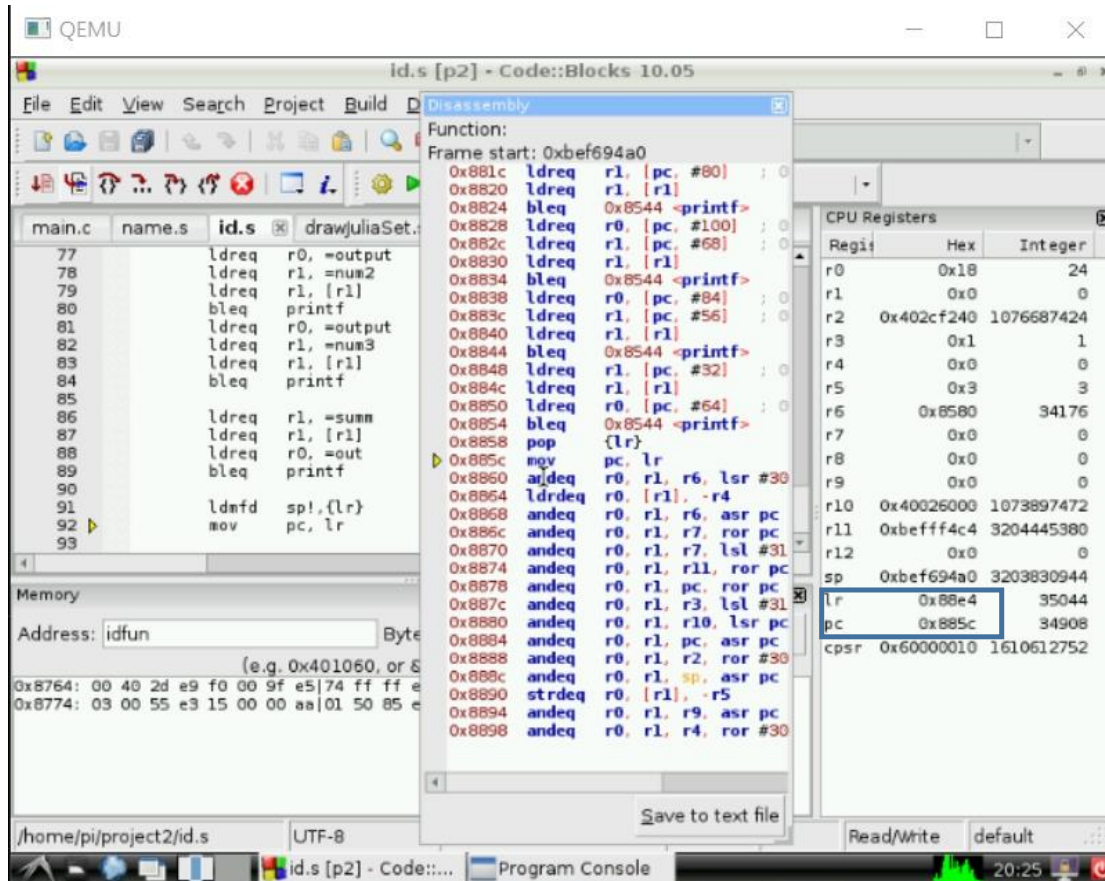 QEMU
id.s [p2] - Code::Blocks 10.05
File Edit View Search Project Build D
Disassembly
Function:
Frame start: 0xbef694a0
0x881c ldreq r1, [pc, #80] ; 0
0x8820 ldreq r1, [r1]
0x8824 bleq 0x8544 <printf>
0x8828 ldreq r0, [pc, #100] ; 0
0x882c ldreq r1, [pc, #68] ; 0
0x8830 ldreq r1, [r1]
0x8834 bleq 0x8544 <printf>
0x8838 ldreq r0, [pc, #84] ; 0
0x883c ldreq r1, [pc, #56] ; 0
0x8840 ldreq r1, [r1]
0x8844 bleq 0x8544 <printf>
0x8848 ldreq r1, [pc, #32] ; 0
0x884c ldreq r1, [r1]
0x8850 ldreq r0, [pc, #64] ; 0
0x8854 bleq 0x8544 <printf>
0x8858 pop {lr}
0x885c mov pc, lr
0x8860 andeq r0, r1, r6, lsr #30
0x8864 ldrdeq r0, [r1], -r4
0x8868 andeq r0, r1, r6, asr pc
0x886c andeq r0, r1, r7, ror pc
0x8870 andeq r0, r1, r7, lsl #31
0x8874 andeq r0, r1, r11, ror pc
0x8878 andeq r0, r1, pc, ror pc
0x887c andeq r0, r1, r3, lsl #31
0x8880 andeq r0, r1, r10, lsr pc
0x8884 andeq r0, r1, pc, asr pc
0x8888 andeq r0, r1, r2, ror #30
0x888c andeq r0, r1, sp, asr pc
0x8890 strdeq r0, [r1], -r5
0x8894 andeq r0, r1, r9, asr pc
0x8898 andeq r0, r1, r4, ror #30
Save to text file
main.c name.s id.s drawJuliaSet.
77 ldreq r0, =output
78 ldreq r1, =num2
79 ldreq r1, [r1]
80 bleq printf
81 ldreq r0, =output
82 ldreq r1, =num3
83 ldreq r1, [r1]
84 bleq printf
85
86 ldreq r1, =summ
87 ldreq r1, [r1]
88 ldreq r0, =out
89 bleq printf
90
91 ldmfd sp!,{lr}
92 mov pc, lr
93
CPU Registers
Regis Hex Integer
r0 0x18 24
r1 0x0 0
r2 0x402cf240 1076687424
r3 0x1 1
r4 0x0 0
r5 0x3 3
r6 0x8580 34176
r7 0x0 0
r8 0x0 0
r9 0x0 0
r10 0x40026000 1073897472
r11 0xbefff4c4 3204445380
r12 0x0 0
sp 0xbef694a0 3203830944
lr 0x88e4 35044
pc 0x885c 34908
cpsr 0x60000010 1610612752
Memory
Address: idfun Byte
(e.g. 0x401060, or &
0x8764: 00 40 2d e9 f0 00 9f e5|74 ff ff e
0x8774: 03 00 55 e3 15 00 00 aa|01 50 85 e
/home/pi/project2/id.s UTF-8 Read/Write default
id.s [p2] - Code::... Program Console 20:25